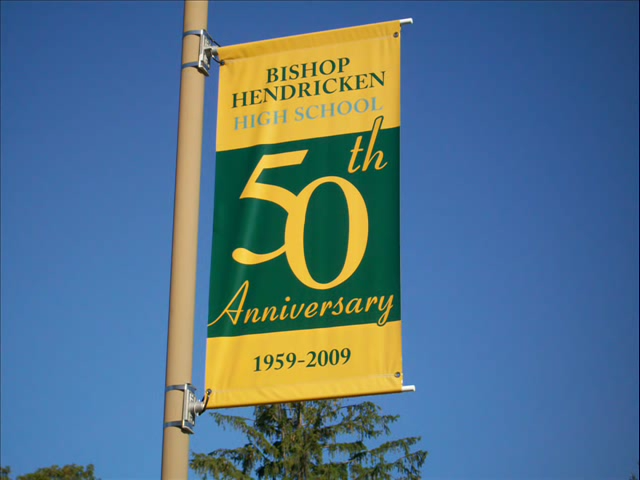 BISHOP
HENDRICKEN
HIGH SCHOOL
50th
Anniversary
1959-2009